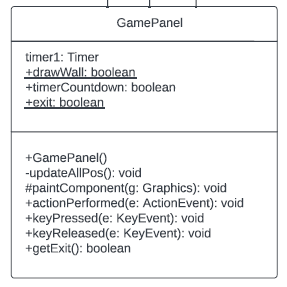 GamePanel
timer1: Timer
+drawWall: boolean
+timerCountdown: boolean
+exit: boolean
+GamePanel()
-updateAllPos(): void
#paintComponent(g: Graphics): void
+actionPerformed(e: ActionEvent): void
+keyPressed(e: KeyEvent): void
+keyReleased(e: KeyEvent): void
+getExit(): boolean